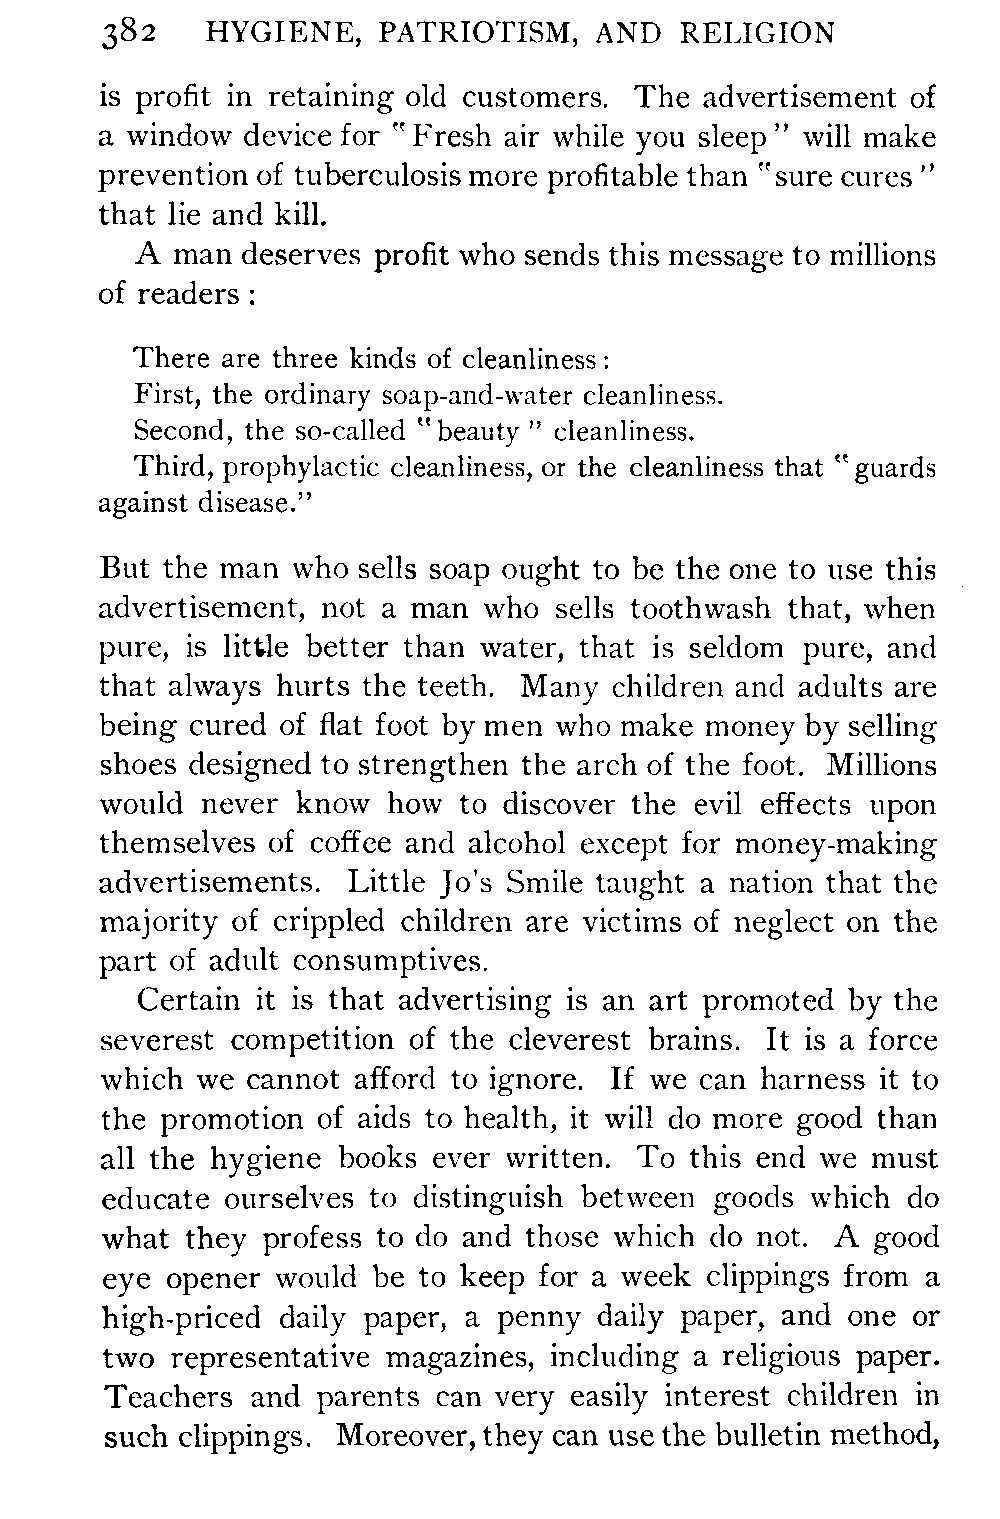 382 HYGIENE, PATRIOTISM, AND RELIGION
is profit in retaining old customers. The advertisement of
a window device for "Fresh air while you sleep" will make
prevention of tuberculosis more profitable than "sure cures"
that lie and kill.
A man deserves profit who sends this message to millions
of readers:
There are three kinds of cleanliness:
First, the ordinary soap-and-water cleanliness.
Second, the so-called "beauty" cleanliness.
Third, prophylactic cleanliness, or the cleanliness that "guards
against disease."
But the man who sells soap ought to be the one to use this
advertisement, not a man who sells toothwash that, when
pure, is little better than water, that is seldom pure, and
that always hurts the teeth. Many children and adults are
being cured of flat foot by men who make money by selling
shoes designed to strengthen the arch of the foot. Millions
would never know how to discover the evil effects upon
themselves of coffee and alcohol except for money-making
advertisements. Little Jo's Smile taught a nation that the
majority of crippled children are victims of neglect on the
part of adult consumptives.
Certain it is that advertising is an art promoted by the
severest competition of the cleverest brains. It is a force
which we cannot afford to ignore. If we can harness it to
the promotion of aids to health, it will do more good than
all the hygiene books ever written. To this end we must
educate ourselves to distinguish between goods which do
what they profess to do and those which do not. A good
eye opener would be to keep for a week clippings from a
high-priced daily paper, a penny daily paper, and one or
two representative magazines, including a religious paper.
Teachers and parents can very easily interest children in
such clippings. Moreover, they can use the bulletin method,